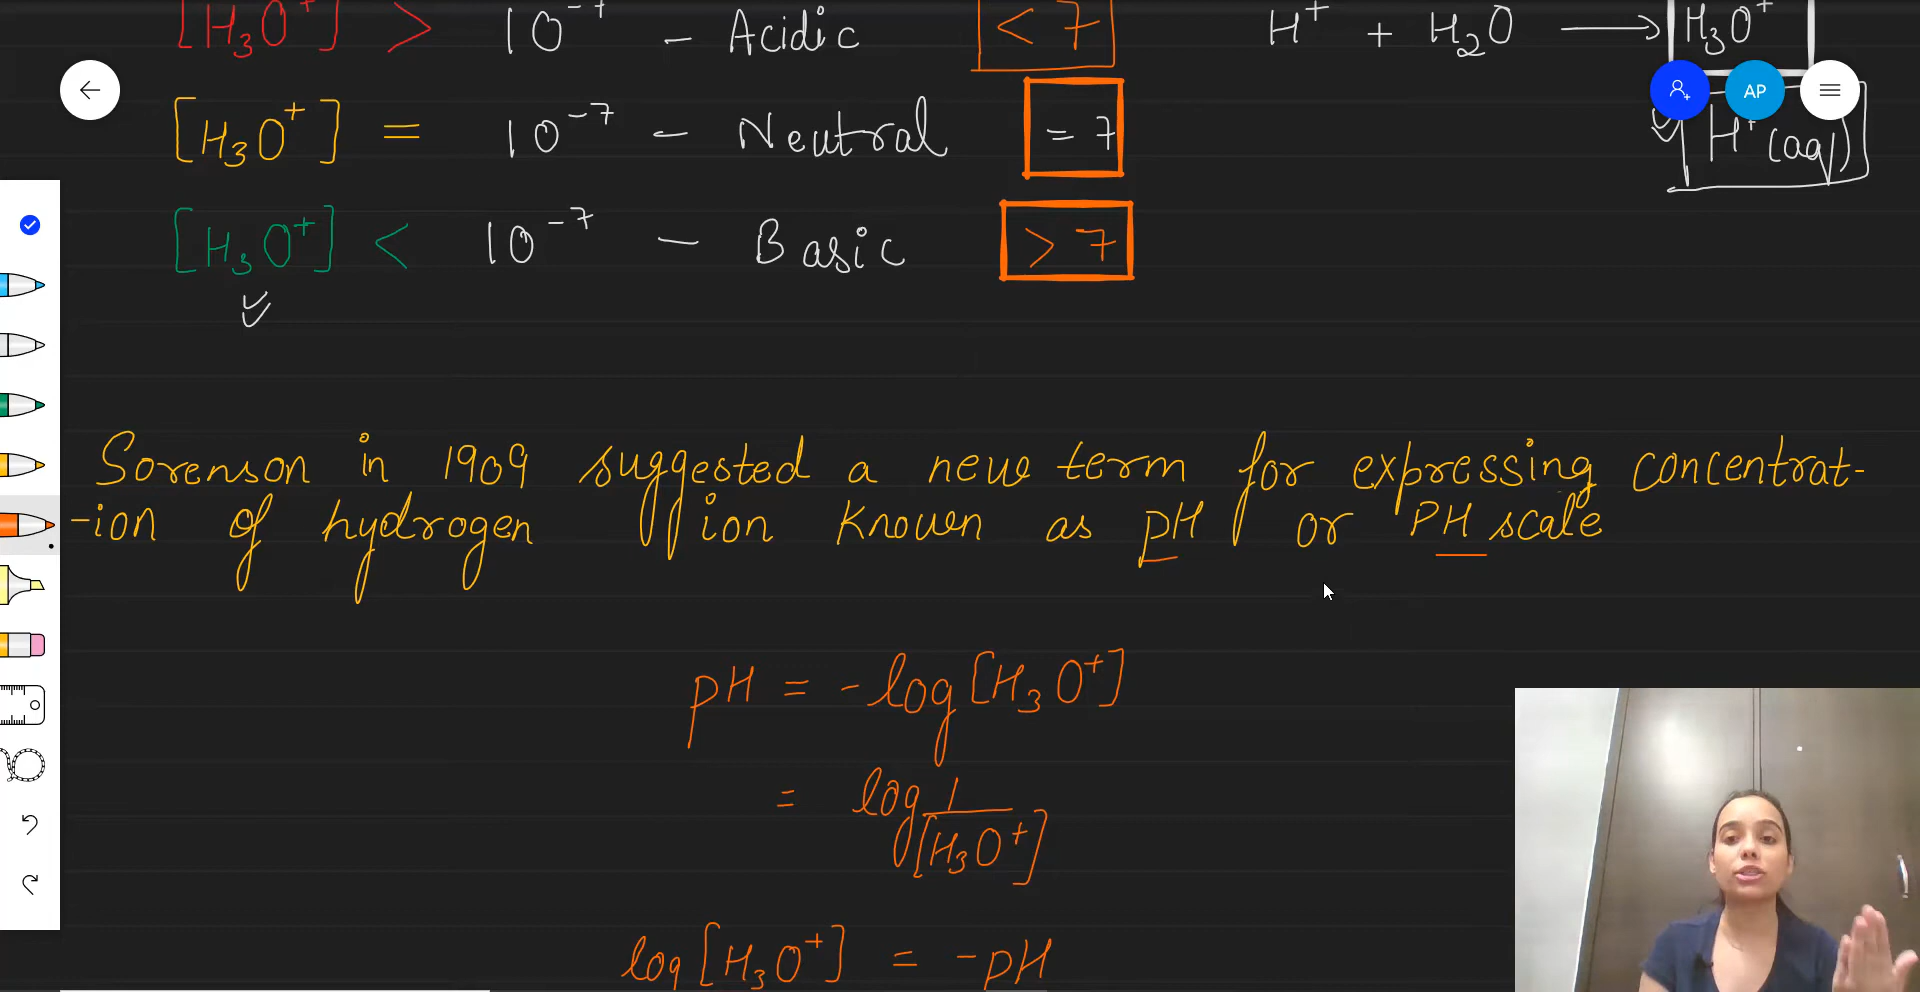 [H₃O⁺] > 10⁻⁷ - Acidic < 7 H⁺ + H₂O ⟶ H₃O⁺
AP
[H₃O⁺] = 10⁻⁷ - Neutral = 7 H⁺(aq)
[H₃O⁺] < 10⁻⁷ - Basic > 7
Sorenson in 1909 suggested a new term for expressing concentrat-
-ion of hydrogen ion known as pH or PH scale
pH = -log[H₃O⁺]
= log 1/[H₃O⁺]
log[H₃O⁺] = -pH